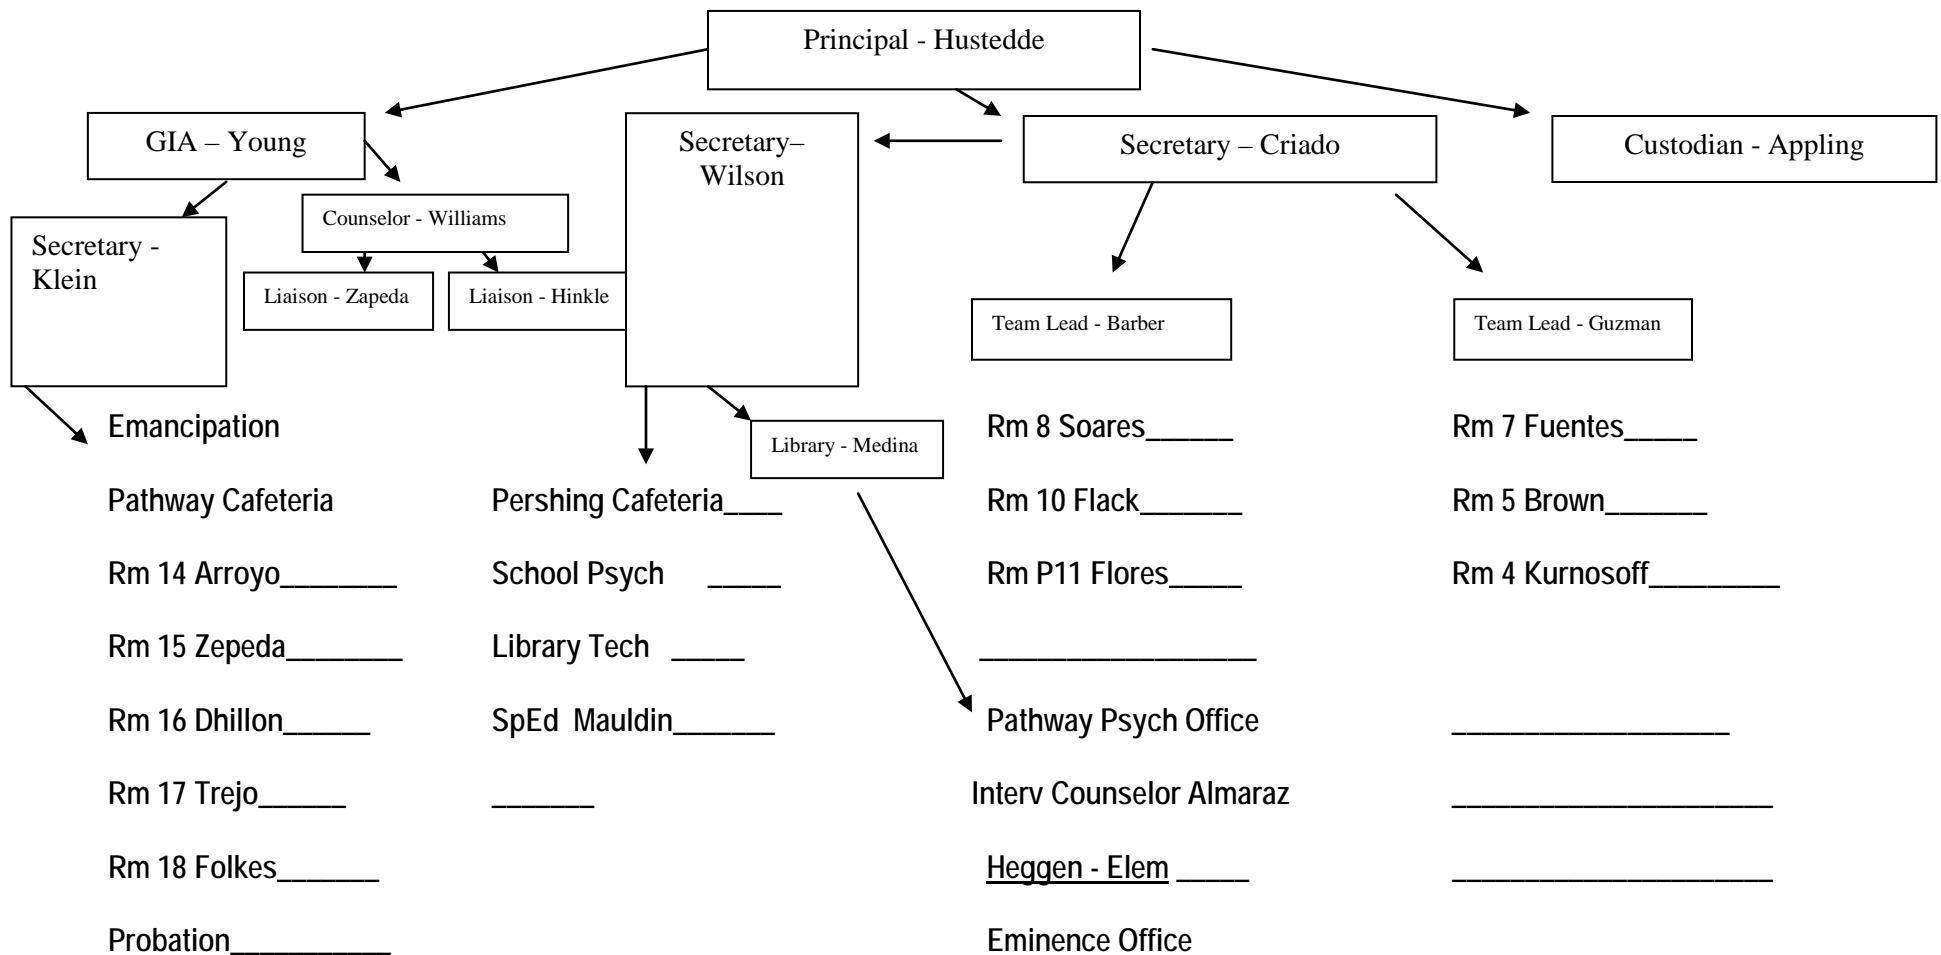 Principal - Hustedde
GIA – Young
Secretary–
Wilson
Secretary – Criado
Custodian - Appling
Counselor - Williams
Secretary -
Klein
Liaison - Zapeda
Liaison - Hinkle
Team Lead - Barber
Team Lead - Guzman
Library - Medina
Emancipation
Rm 8 Soares______
Rm 7 Fuentes_____
Pathway Cafeteria
Pershing Cafeteria____
Rm 10 Flack_______
Rm 5 Brown_______
Rm 14 Arroyo________
School Psych _____
Rm P11 Flores_____
Rm 4 Kurnosoff_________
Rm 15 Zepeda________
Library Tech _____
___________________
Rm 16 Dhillon______
SpEd Mauldin_______
Pathway Psych Office
___________________
Rm 17 Trejo______
_______
Interv Counselor Almaraz
______________________
Rm 18 Folkes_______
Heggen - Elem _____
______________________
Probation___________
Eminence Office